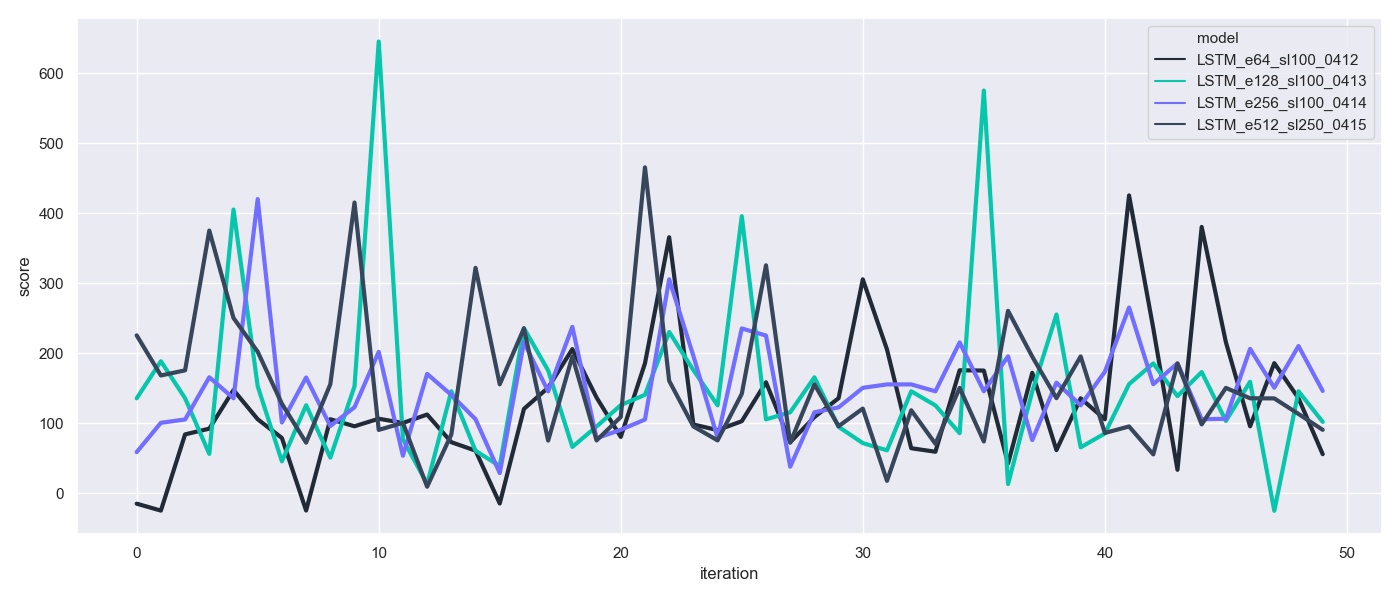 model
LSTM_e64_sl100_0412
LSTM_e128_sl100_0413
LSTM_e256_sl100_0414
LSTM_e512_sl250_0415
score
600
500
400
300
200
100
0
0 10 20 30 40 50
iteration